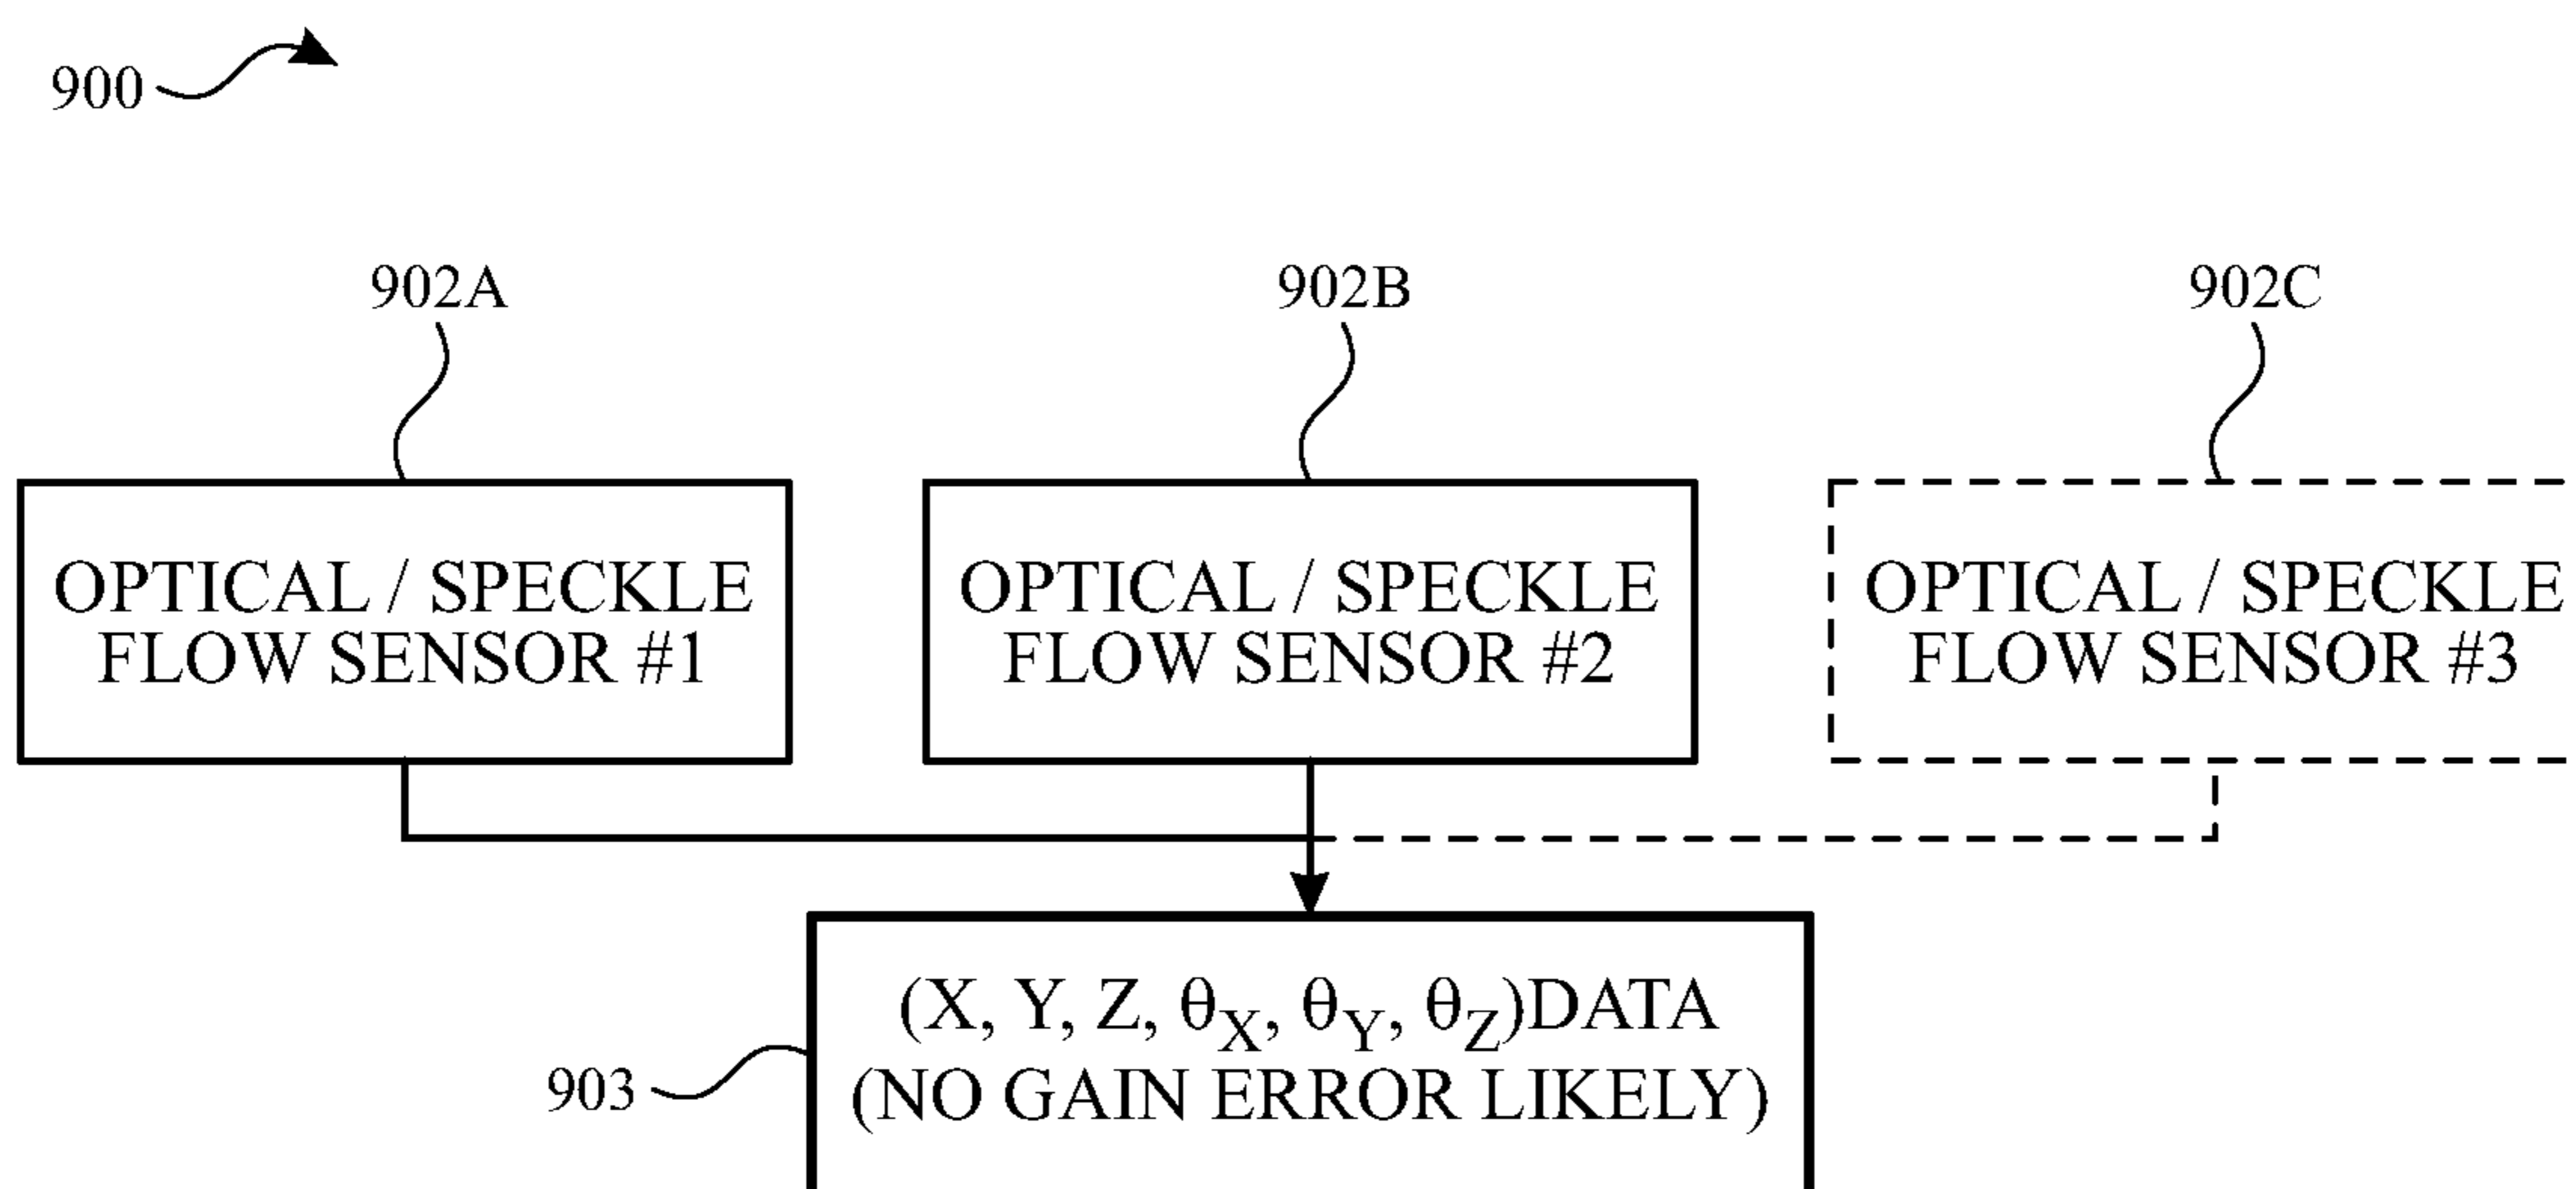 900
902A
902B
902C
OPTICAL / SPECKLE
FLOW SENSOR #1
OPTICAL / SPECKLE
FLOW SENSOR #2
OPTICAL / SPECKLE
FLOW SENSOR #3
(X, Y, Z, θX, θY, θZ)DATA
(NO GAIN ERROR LIKELY)
903